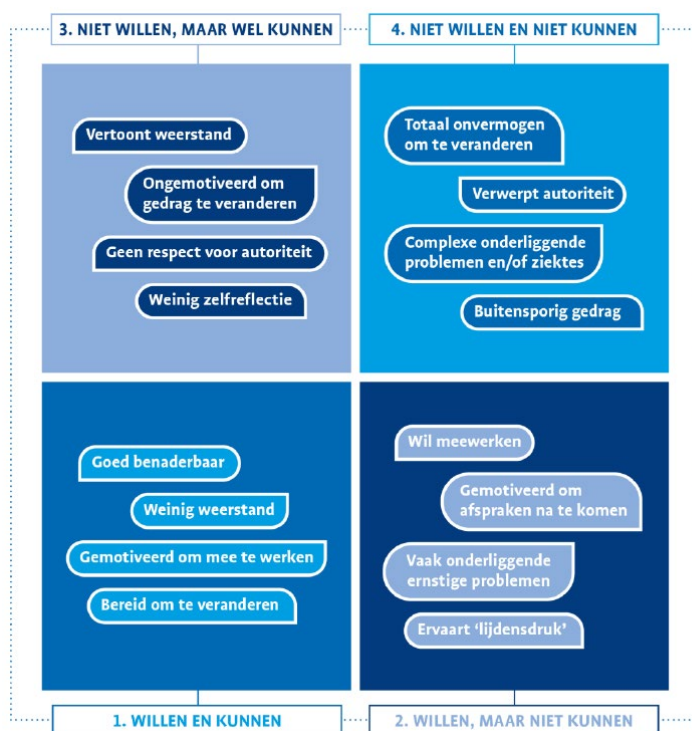 3. NIET WILLEN, MAAR WEL KUNNEN
Vertoont weerstand
Ongemotiveerd om
gedrag te veranderen
Geen respect voor autoriteit
Weinig zelfreflectie
4. NIET WILLEN EN NIET KUNNEN
Totaal onvermogen
om te veranderen
Verwerpt autoriteit
Complexe onderliggende
problemen en/of ziektes
Buitensporig gedrag
Goed benaderbaar
Weinig weerstand
Gemotiveerd om mee te werken
Bereid om te veranderen
1. WILLEN EN KUNNEN
Wil meewerken
Gemotiveerd om
afspraken na te komen
Vaak onderliggende
ernstige problemen
Ervaart ‘lijdensdruk’
2. WILLEN, MAAR NIET KUNNEN